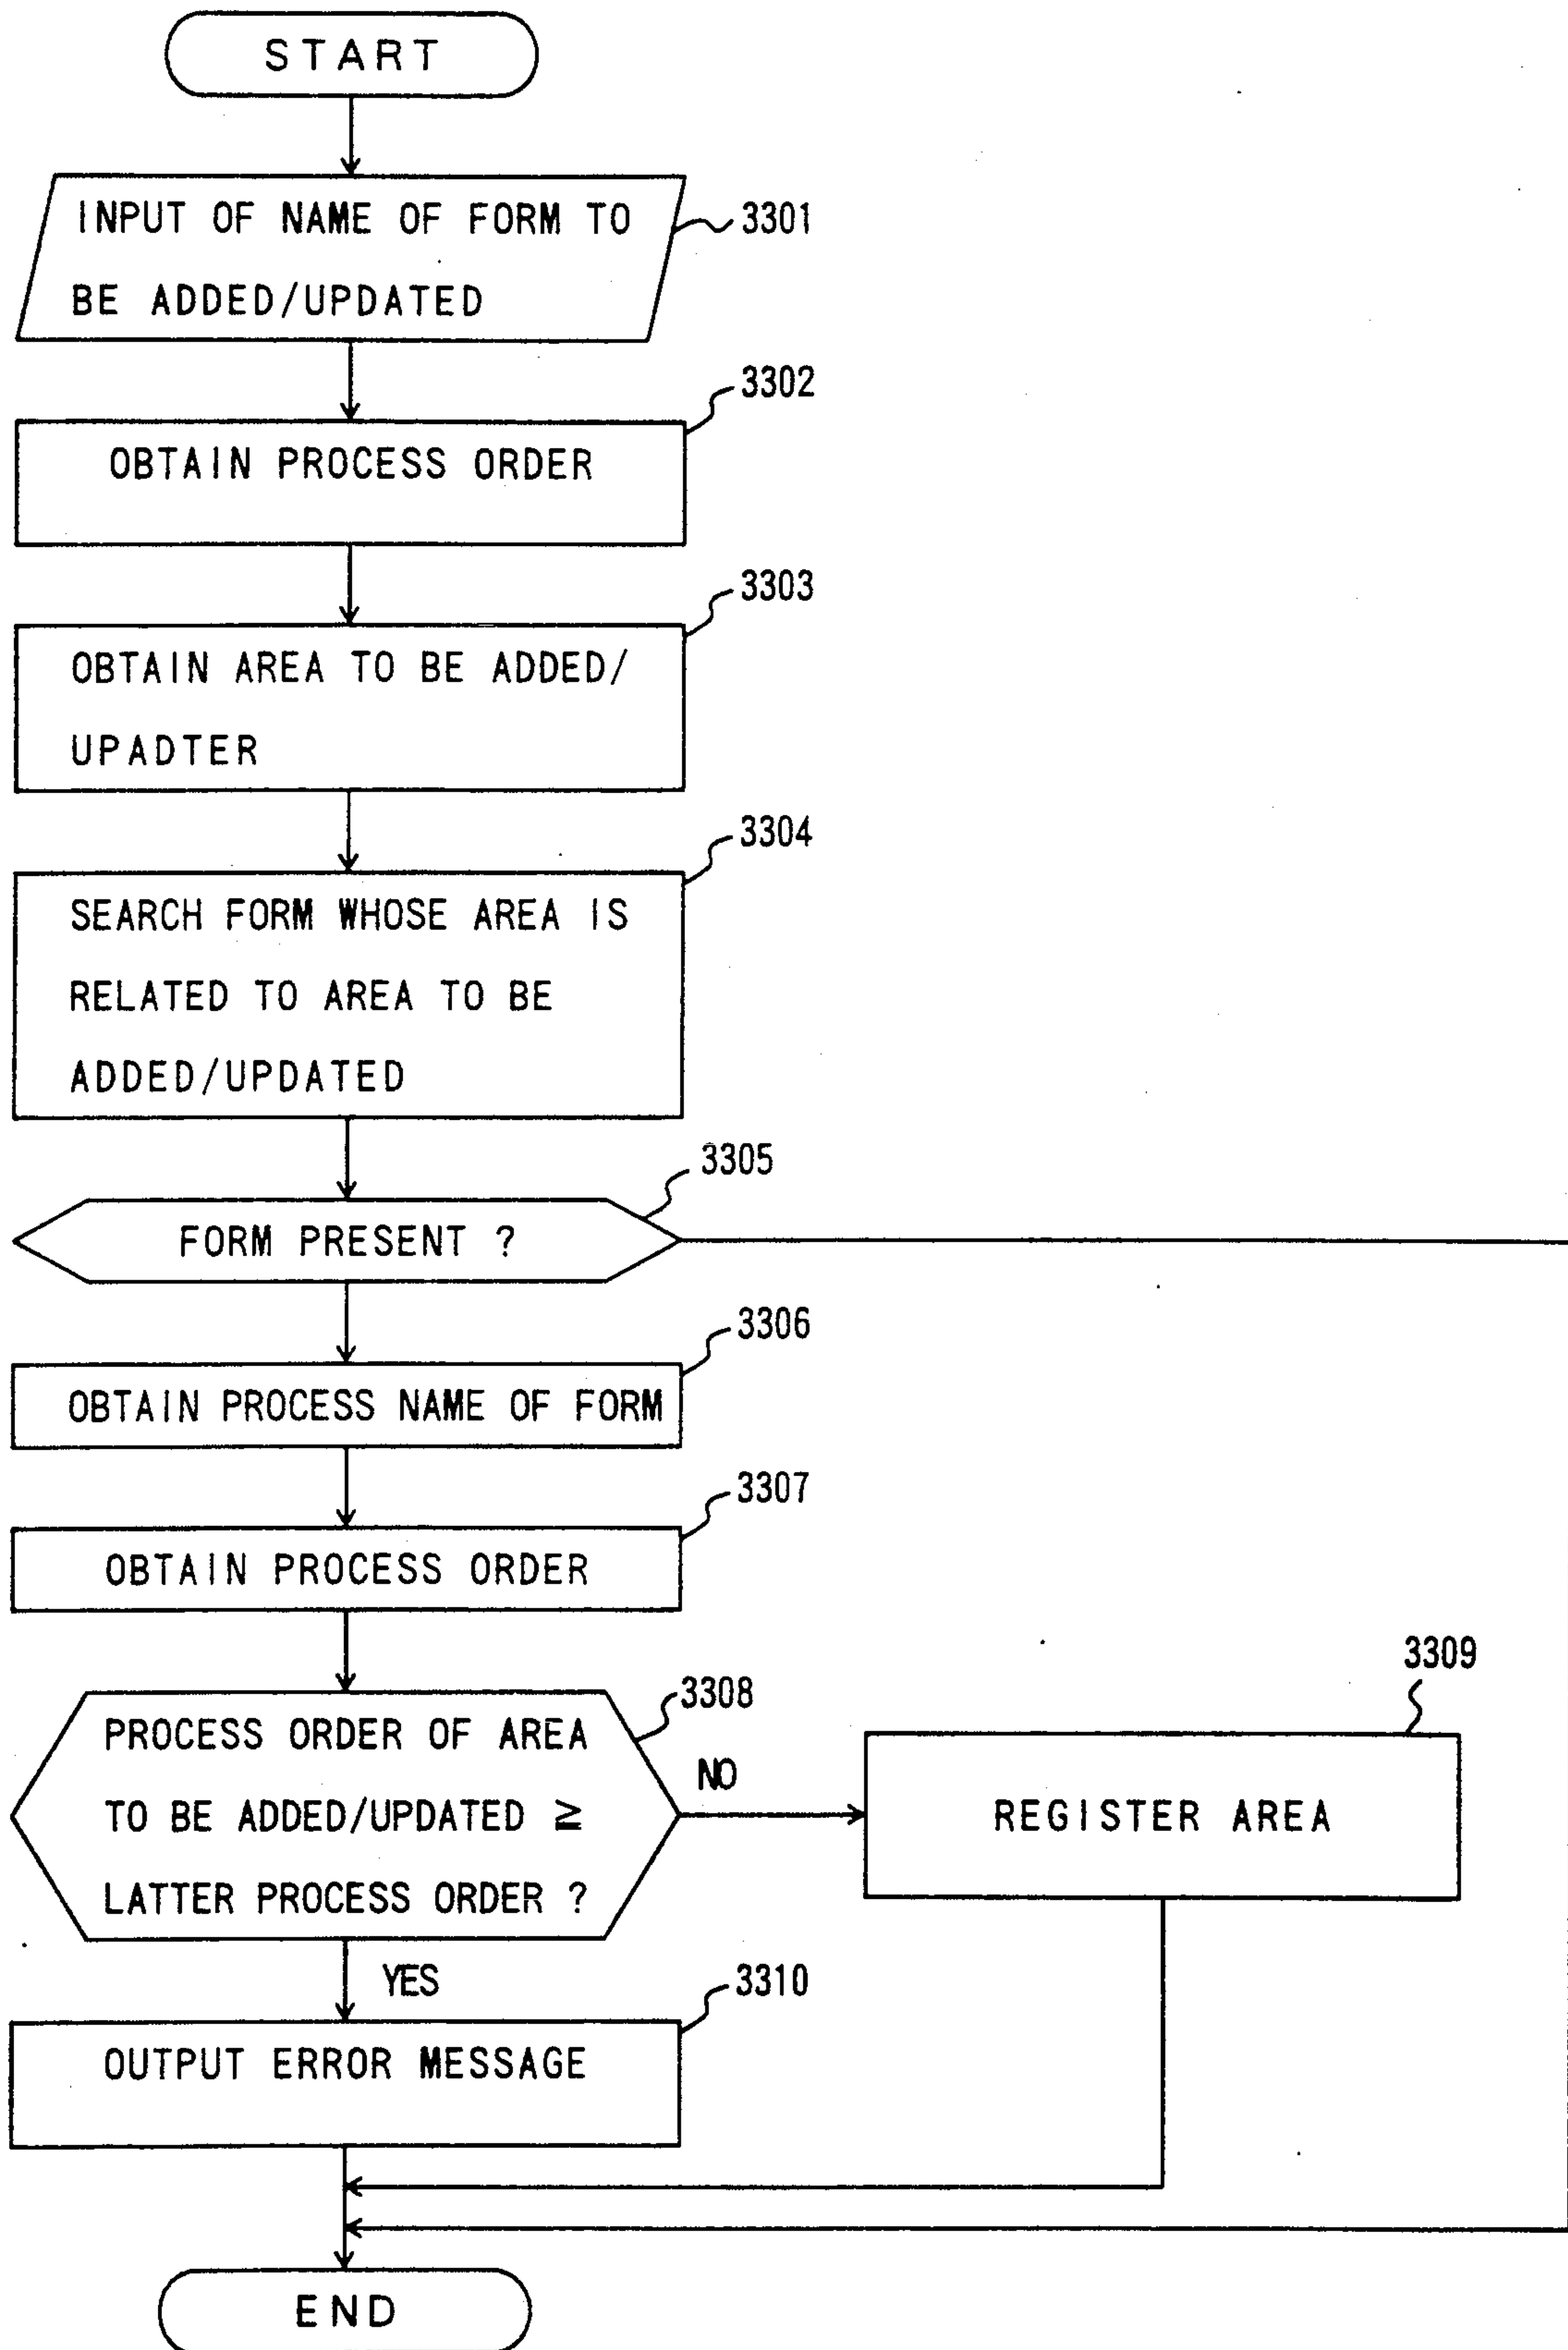 START
INPUT OF NAME OF FORM TO
BE ADDED/UPDATED
3301
3302
OBTAIN PROCESS ORDER
3303
OBTAIN AREA TO BE ADDED/
UPADTER
3304
SEARCH FORM WHOSE AREA IS
RELATED TO AREA TO BE
ADDED/UPDATED
3305
FORM PRESENT ?
3306
OBTAIN PROCESS NAME OF FORM
3307
OBTAIN PROCESS ORDER
3308
PROCESS ORDER OF AREA
TO BE ADDED/UPDATED ≧
LATTER PROCESS ORDER ?
NO
3309
REGISTER AREA
YES
3310
OUTPUT ERROR MESSAGE
END